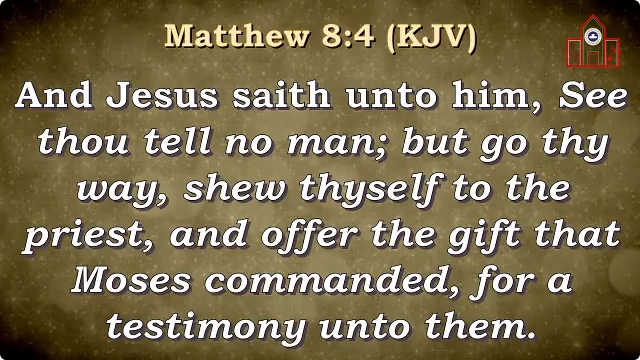 Matthew 8:4 (KJV)
And Jesus saith unto him, See
thou tell no man; but go thy
way, shew thyself to the
priest, and offer the gift that
Moses commanded, for a
testimony unto them.